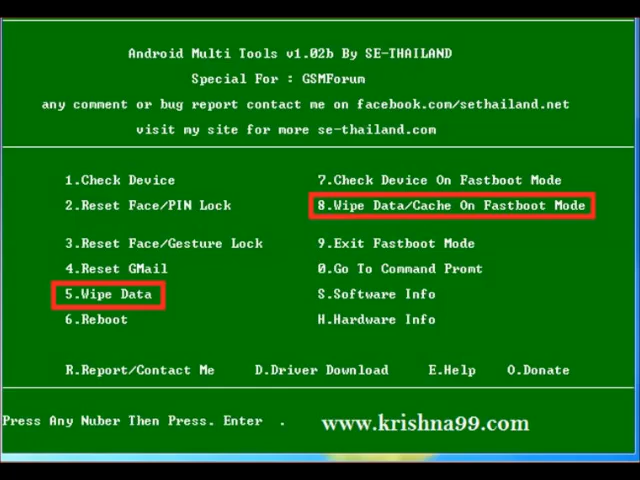 Android Multi Tools v1.02b By SE-THAILAND
Special For : GSMForum
any comment or bug report contact me on facebook.com/sethailand.net
visit my site for more se-thailand.com
1.Check Device
7.Check Device On Fastboot Mode
2.Reset Face/PIN Lock
8.Wipe Data/Cache On Fastboot Mode
3.Reset Face/Gesture Lock
9.Exit Fastboot Mode
4.Reset GMail
0.Go To Command Promt
5.Wipe Data
S.Software Info
6.Reboot
H.Hardware Info
R.Report/Contact Me D.Driver Download E.Help O.Donate
Press Any Nuber Then Press. Enter .
www.krishna99.com